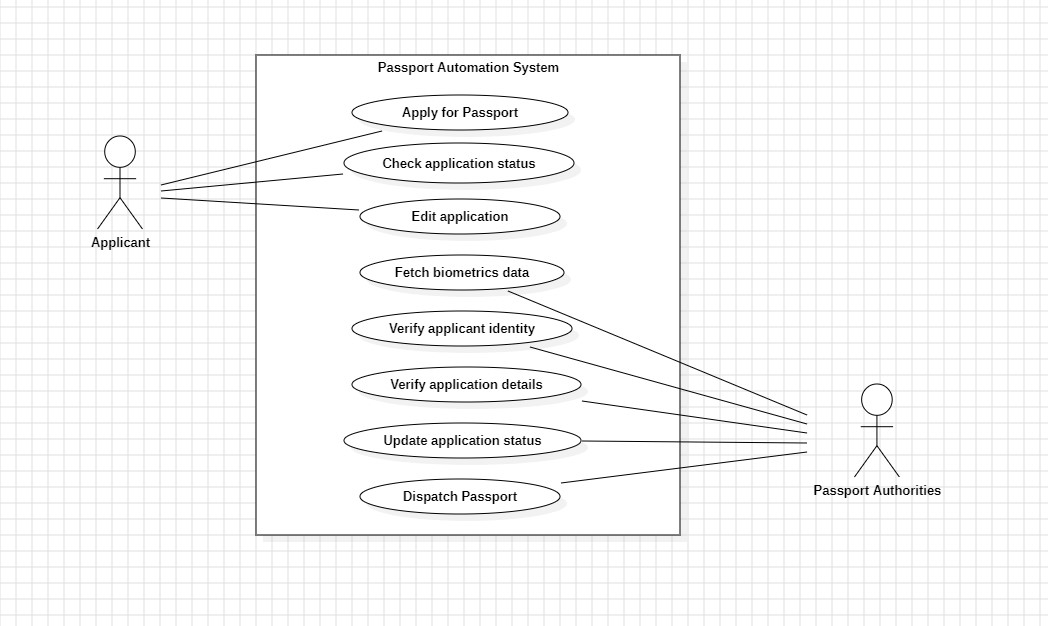 Passport Automation System
Apply for Passport
Check application status
Edit application
Applicant
Fetch biometrics data
Verify applicant identity
Verify application details
Update application status
Dispatch Passport
Passport Authorities